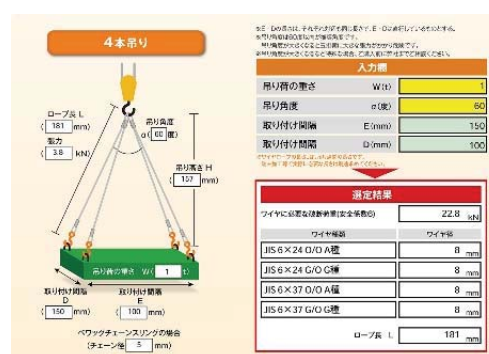 4本吊り
ロープ長 L
( 181 mm)
張力
( 3.8 kN)
吊り角度
α( 60 度)
吊り高さ H
( 157 mm)
吊り荷の重さ W( 1 t)
取り付け間隔
D
( 150 mm)
取り付け間隔
E
( 100 mm)
ベワックチェーンスリングの場合
(チェーン径 5 mm)
入力欄
吊り荷の重さ W(t) 1
吊り角度 α(度) 60
取り付け間隔 E(mm) 150
取り付け間隔 D(mm) 100
選定結果
ワイヤに必要な破断荷重(安全係数6) 22.8 kN
ワイヤ種類 ワイヤ径
JIS 6×24 O/O A種 8 mm
JIS 6×24 G/O G種 8 mm
JIS 6×37 O/O A種 8 mm
JIS 6×37 G/O G種 8 mm
ロープ長 L 181 mm